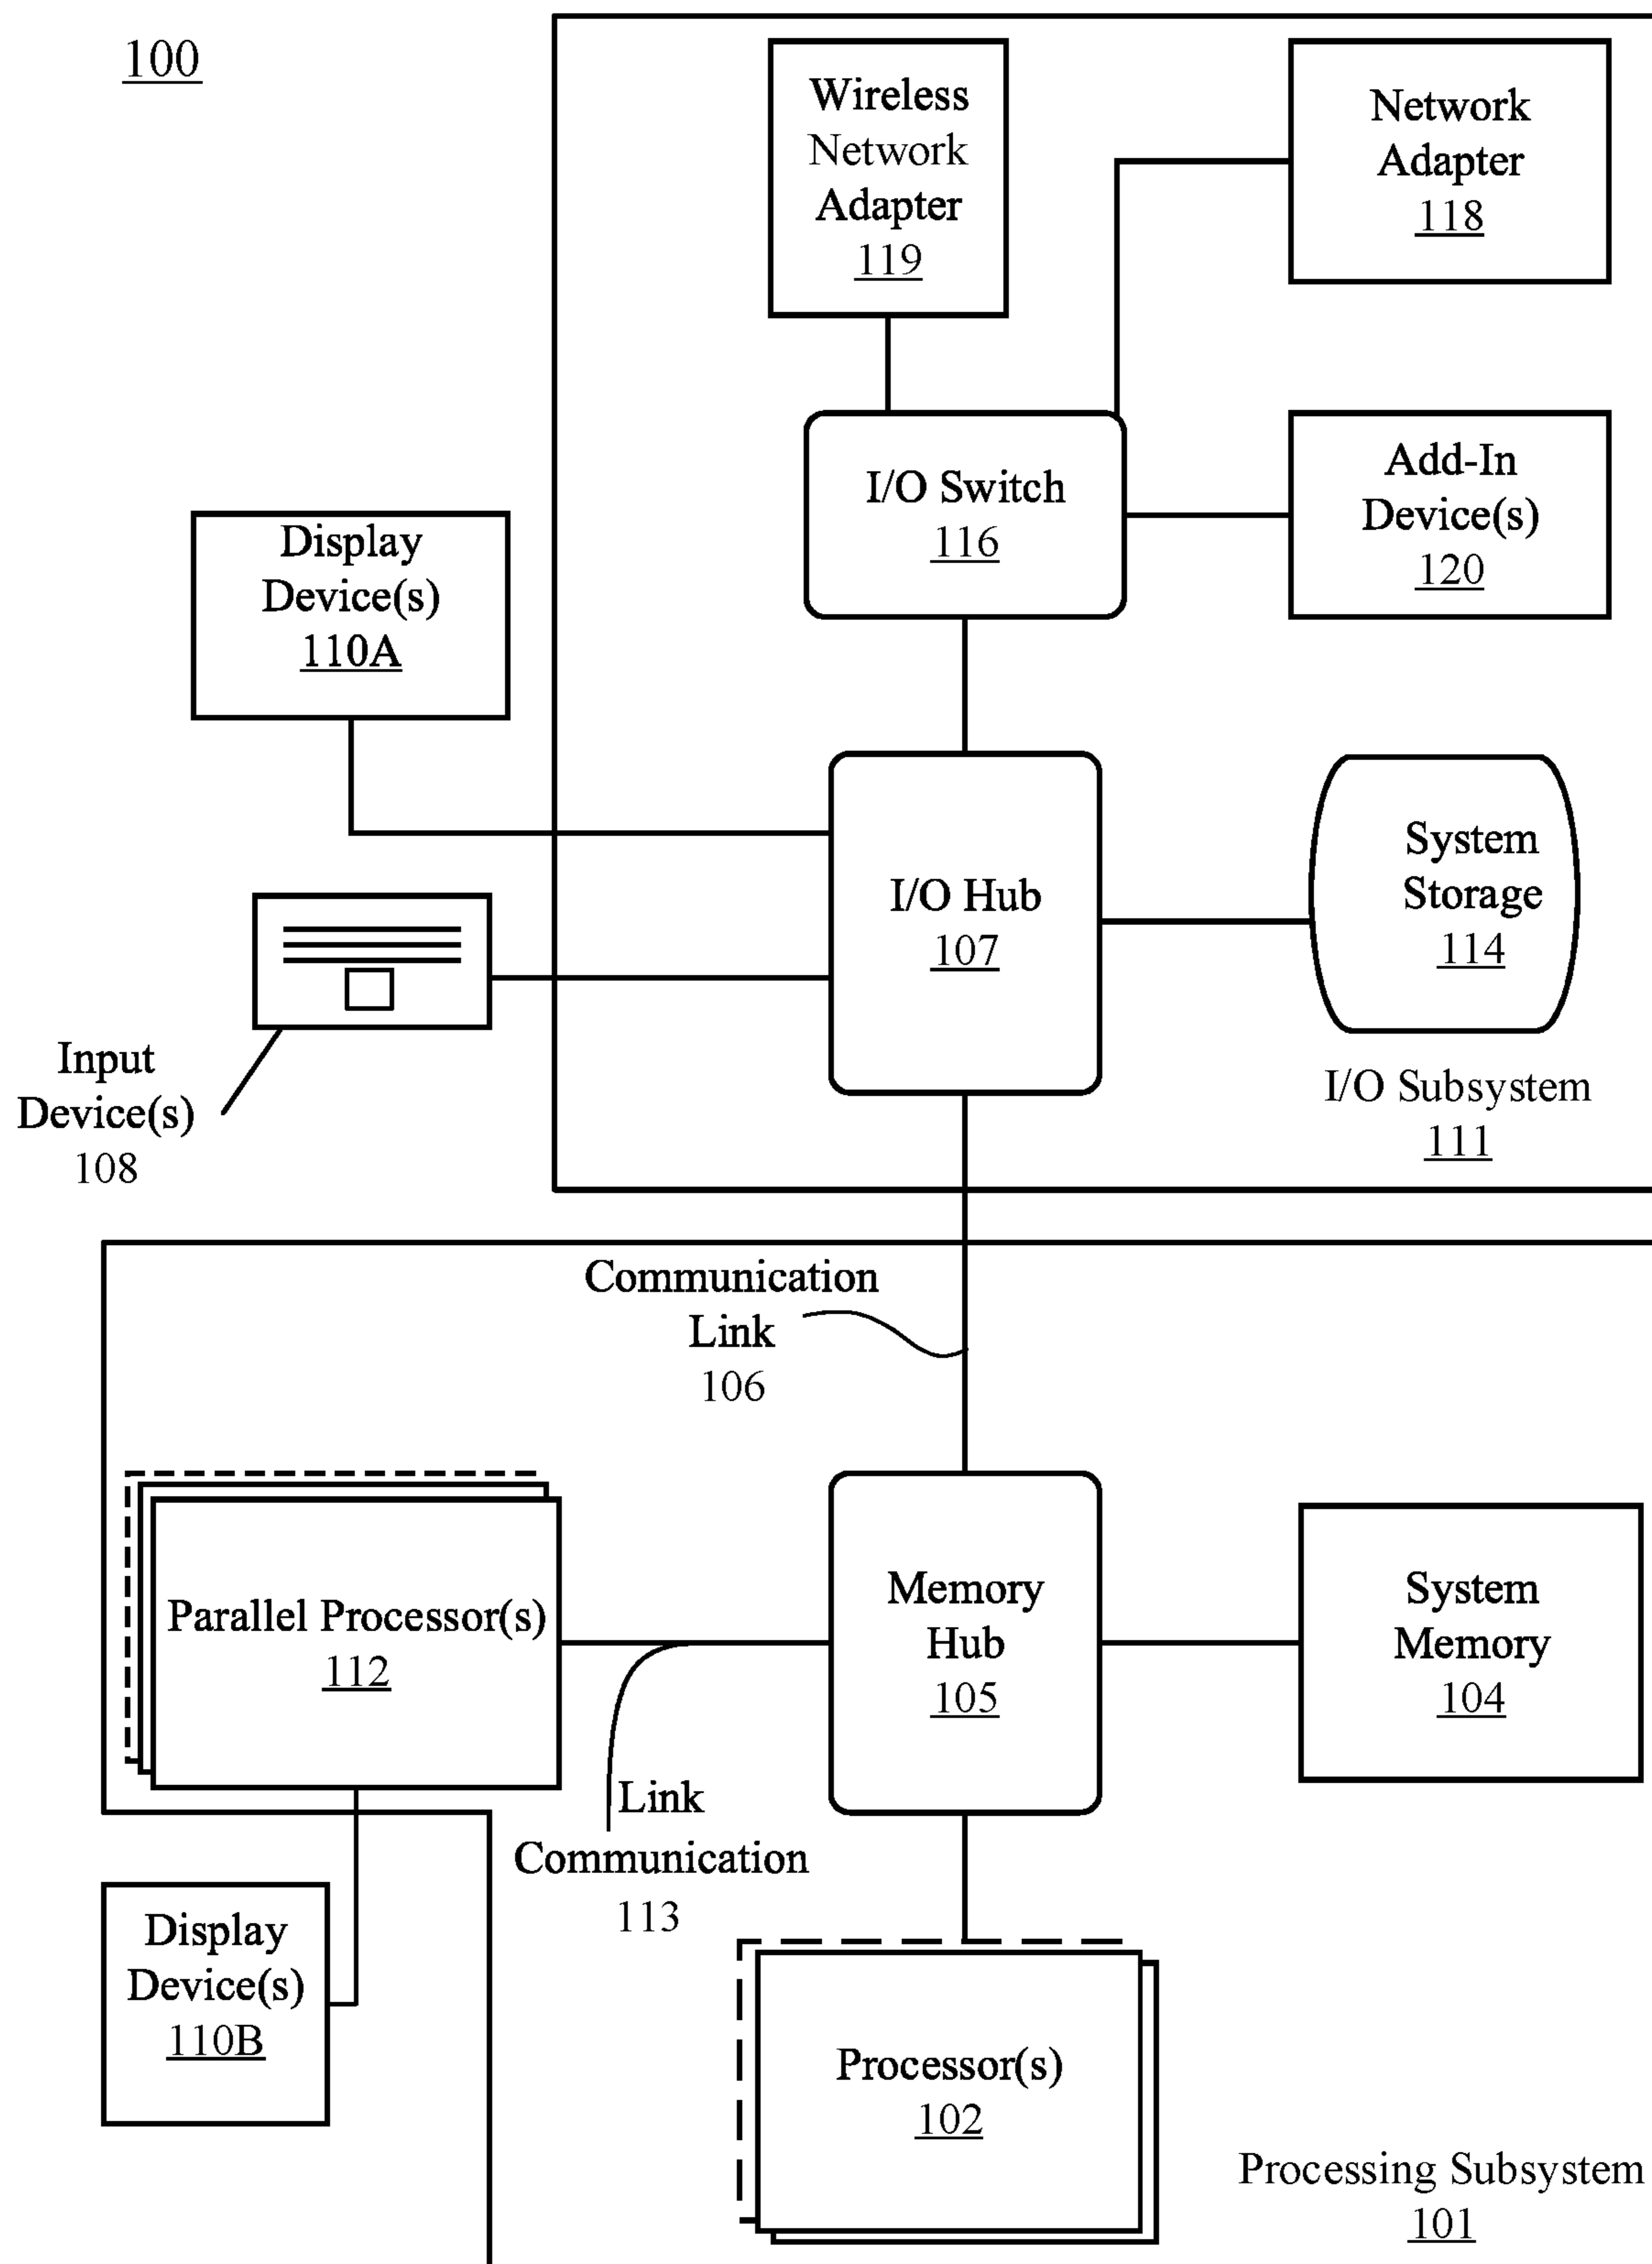 100
Wireless
Network
Adapter
119
Network
Adapter
118
I/O Switch
116
Add-In
Device(s)
120
Display
Device(s)
110A
I/O Hub
107
System
Storage
114
Input
Device(s)
108
I/O Subsystem
111
Communication
Link
106
Parallel Processor(s)
112
Memory
Hub
105
System
Memory
104
Link
Communication
113
Display
Device(s)
110B
Processor(s)
102
Processing Subsystem
101